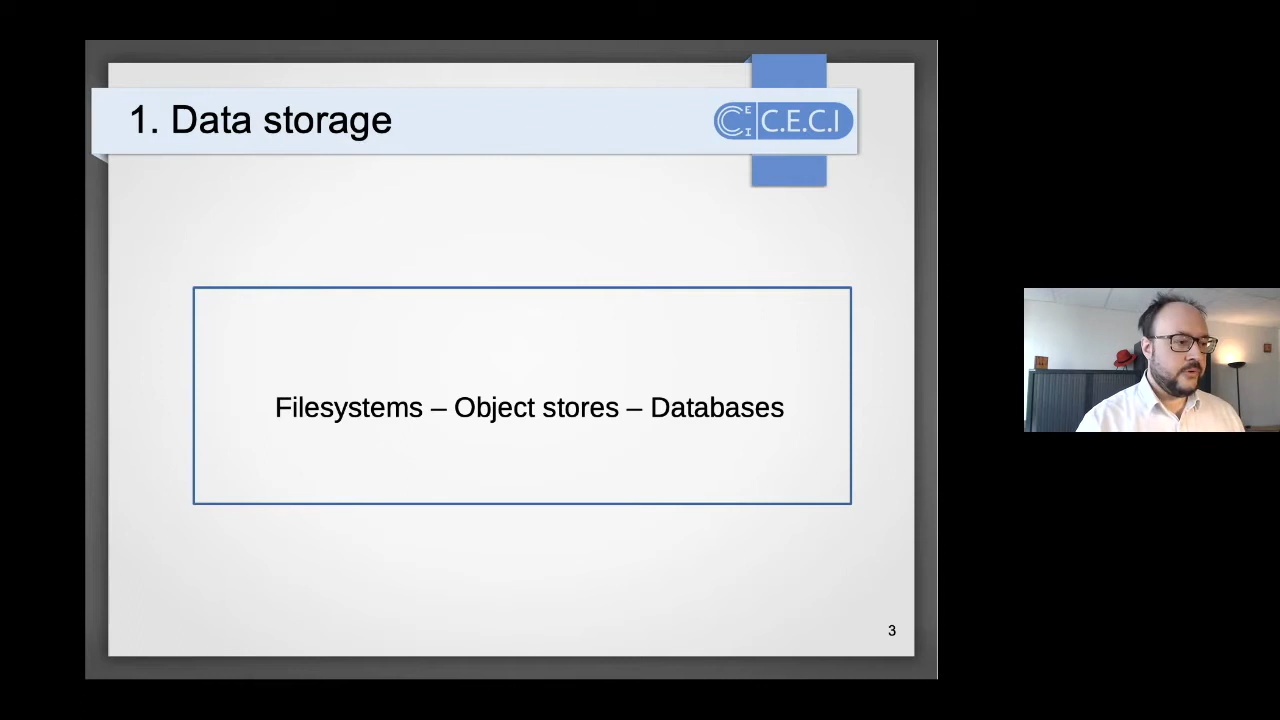 1. Data storage
C E I C.E.C.I
Filesystems – Object stores – Databases
3